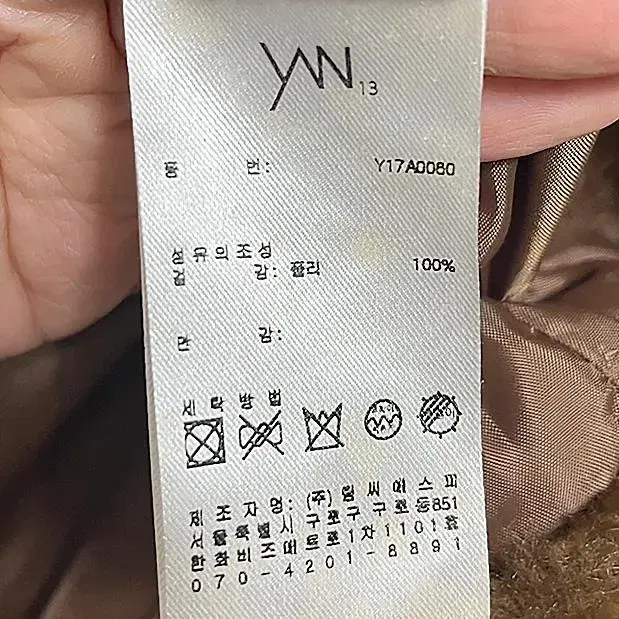 YAN13
품 번: Y17A0080
섬유의조성
겉 감: 폴리 100%
안 감:
세탁방법
제조자명: (주)림씨에스피
서울특별시 구로구 구로동851
한화비즈메트로1차1101호
070-4201-8891